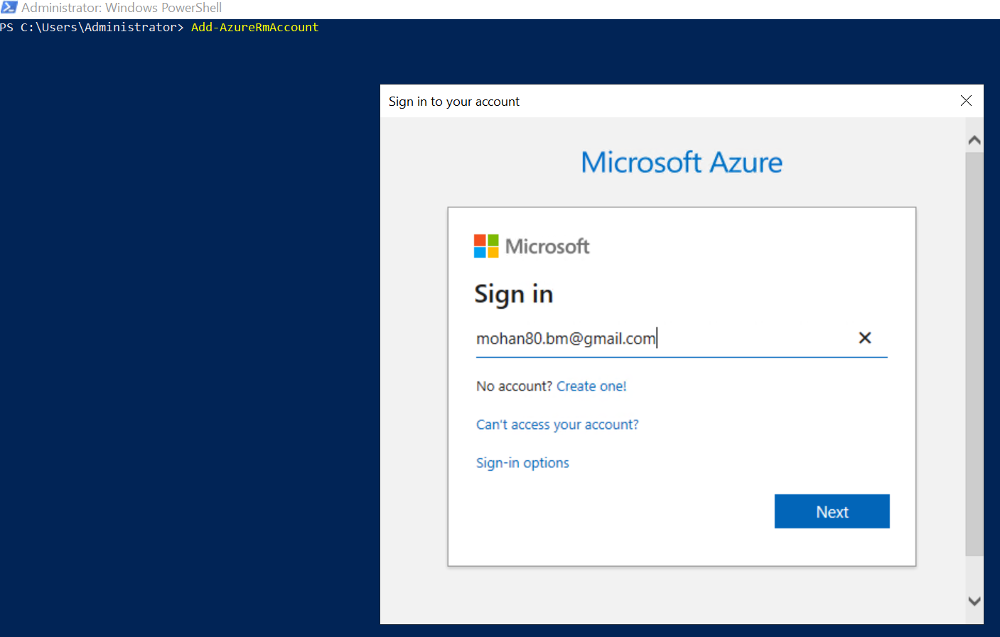 Administrator: Windows PowerShell
PS C:\Users\Administrator> Add-AzureRmAccount
Sign in to your account
Microsoft Azure
Microsoft
Sign in
mohan80.bm@gmail.com
No account? Create one!
Can't access your account?
Sign-in options
Next